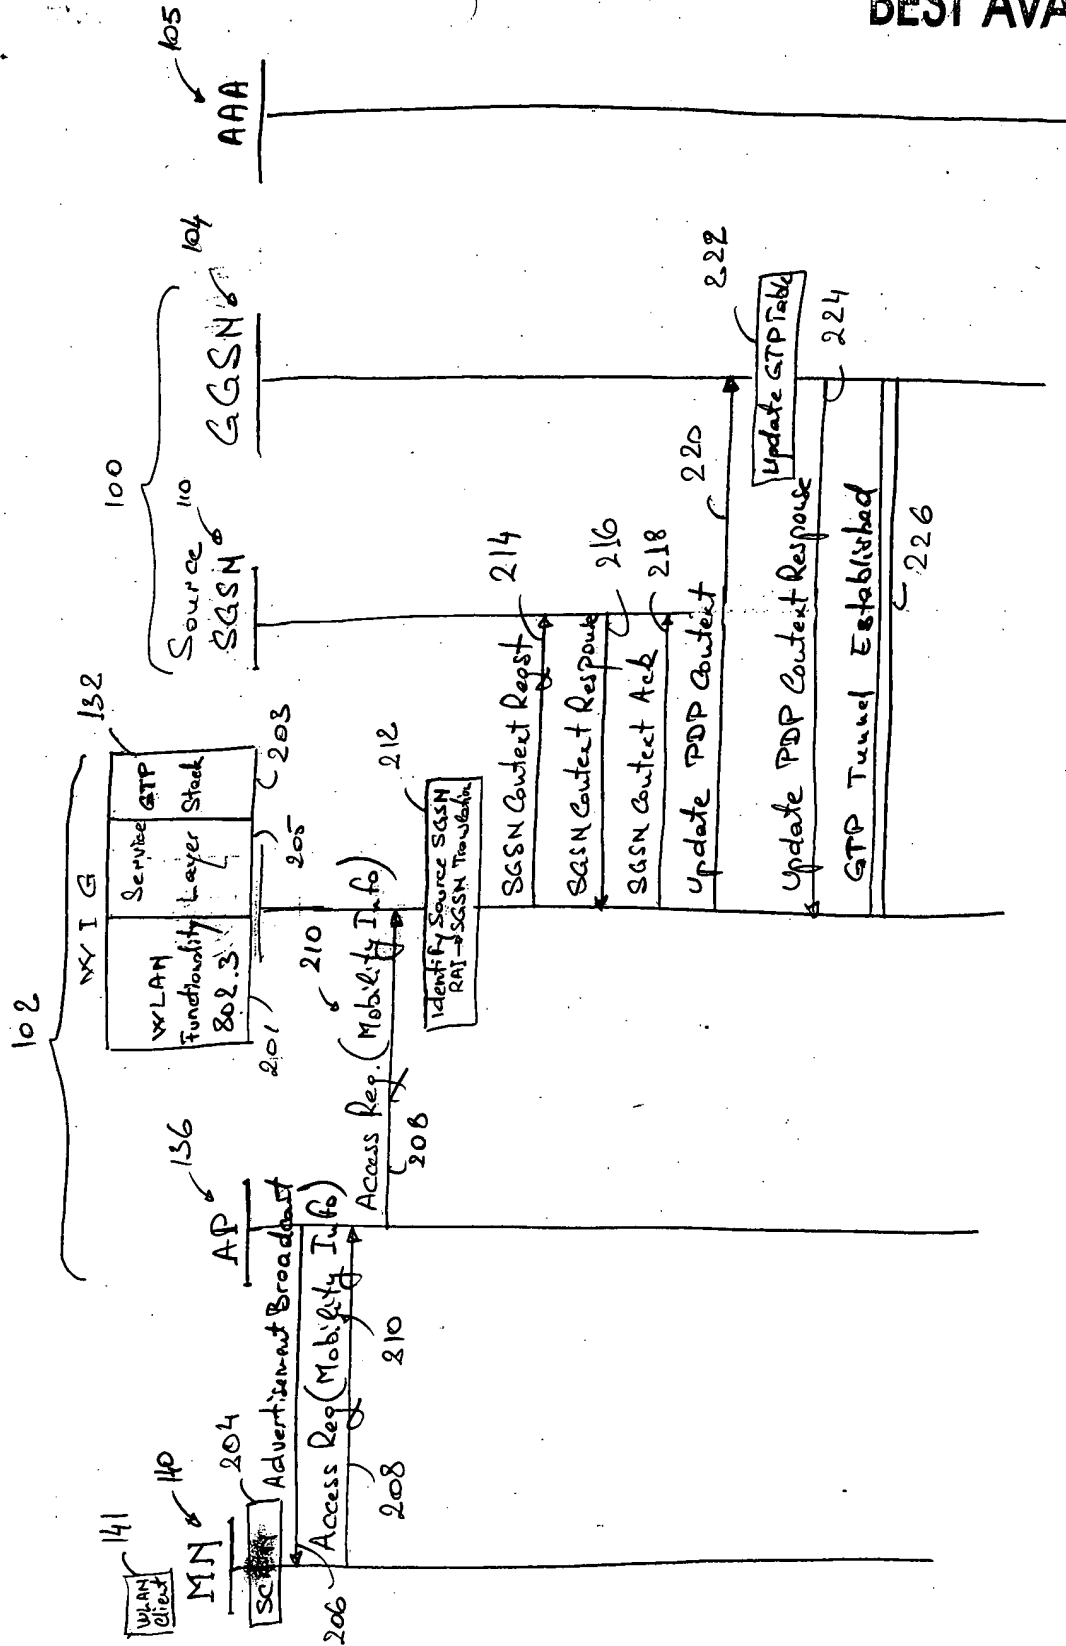 BEST AVA
102
100
WIG
132
141
WLAN
Client
MN
140
AP
136
WLAN
Functionality
802.3
Service
Layer
GTP
Stack
201
205
203
Source
SGSN
110
GGSN
104
AAA
105
204
Advertisement Broadcast
206
Access Req (Mobility Info)
208
210
Access Req. (Mobility Info)
208
210
Identify Source SGSN
RAI→SGSN Translation
212
SGSN Context Reqst
214
SGSN Context Response
216
SGSN Context Ack
218
Update PDP Context
220
Update GTP Table
222
Update PDP Context Response
224
GTP Tunnel Established
226